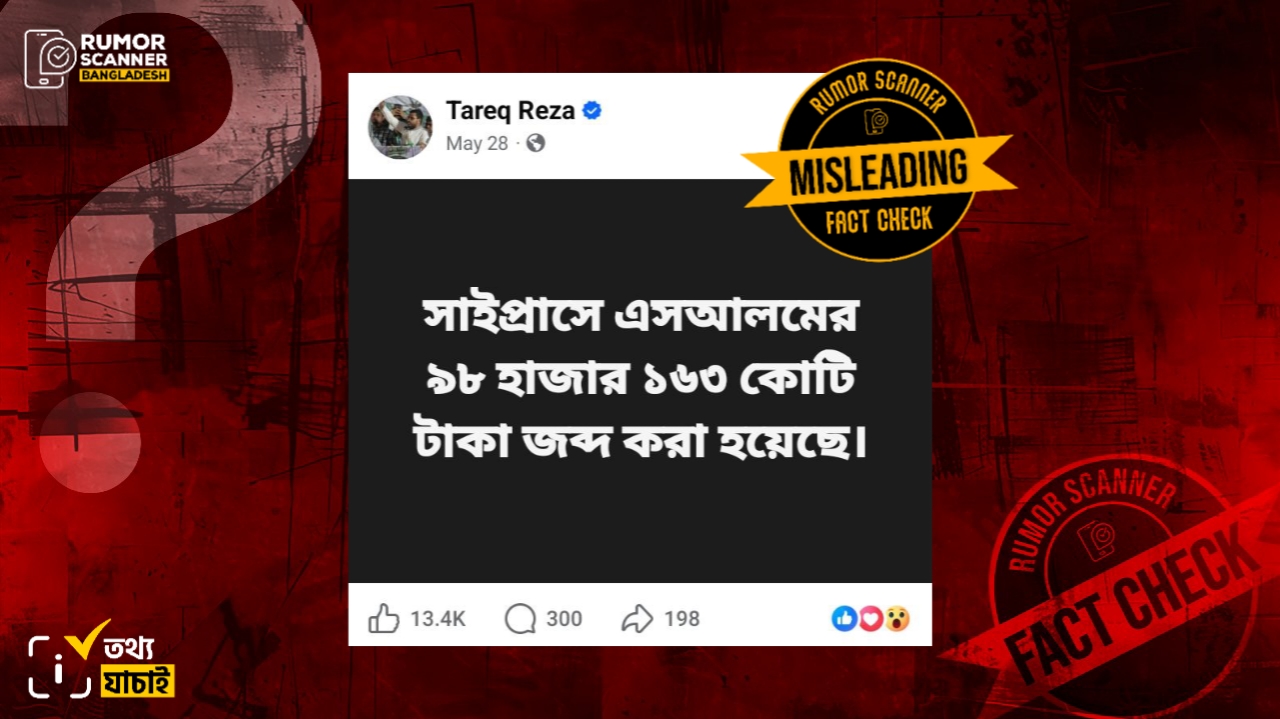 RUMOR
SCANNER
BANGLADESH
Tareq Reza
May 28
RUMOR SCANNER
MISLEADING
FACT CHECK
সাইপ্রাসে এসআলমের
৯৮ হাজার ১৬৩ কোটি
টাকা জব্দ করা হয়েছে।
13.4K 300 198
RUMOR SCANNER
FACT CHECK
তথ্য
যাচাই